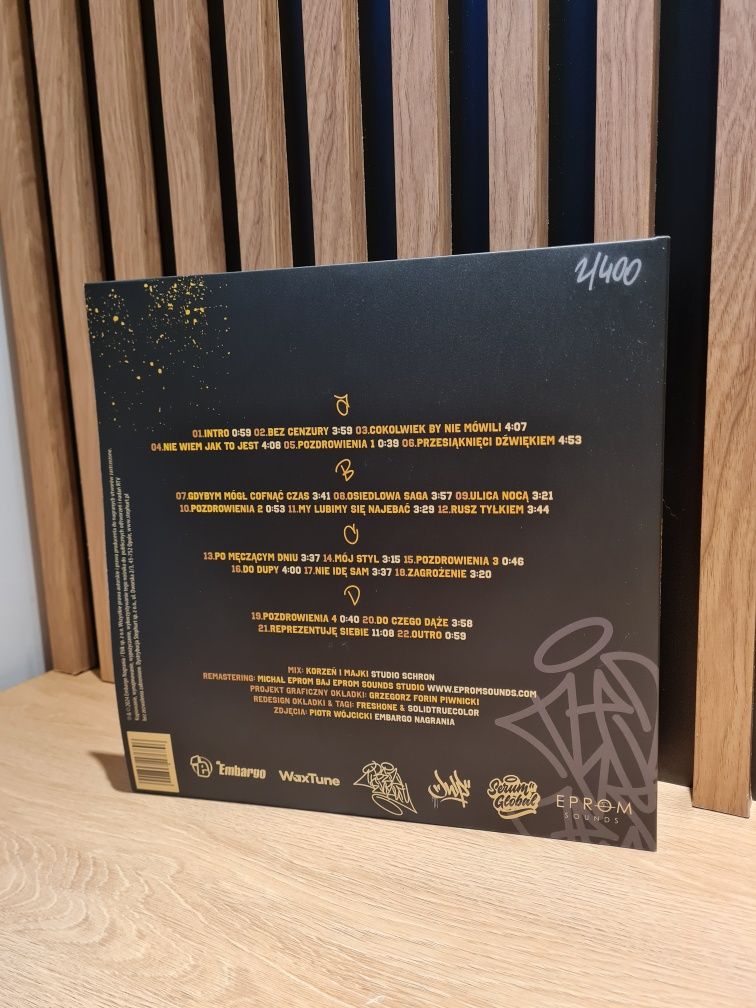 2/400
A
01.INTRO 0:59 02.BEZ CENZURY 3:59 03.COKOLWIEK BY NIE MÓWILI 4:07
04.NIE WIEM JAK TO JEST 4:08 05.POZDROWIENIA 1 0:39 06.PRZESIĄKNIĘCI DŹWIĘKIEM 4:53
B
07.GDYBYM MÓGŁ COFNĄĆ CZAS 3:41 08.OSIEDLOWA SAGA 3:57 09.ULICA NOCĄ 3:21
10.POZDROWIENIA 2 0:53 11.MY LUBIMY SIĘ NAJEBAĆ 3:29 12.RUSZ TYŁKIEM 3:44
C
13.PO MĘCZĄCYM DNIU 3:37 14.MÓJ STYL 3:15 15.POZDROWIENIA 3 0:46
16.DO DUPY 4:00 17.NIE IDĘ SAM 3:37 18.ZAGROŻENIE 3:20
D
19.POZDROWIENIA 4 0:40 20.DO CZEGO DĄŻE 3:58
21.REPREZENTUJĘ SIEBIE 11:08 22.OUTRO 0:59
MIX: KORZEŃ I MAJKI STUDIO SCHRON
REMASTERING: MICHAŁ EPROM BAJ EPROM SOUNDS STUDIO WWW.EPROMSOUNDS.COM
PROJEKT GRAFICZNY OKŁADKI: GRZEGORZ FORIN PIWNICKI
REDESIGN OKŁADKI & TAGI: FRESHONE & SOLIDTRUECOLOR
ZDJĘCIA: PIOTR WÓJCICKI EMBARGO NAGRANIA
Embargo
WaxTune
Serum Global
EPROM
SOUNDS